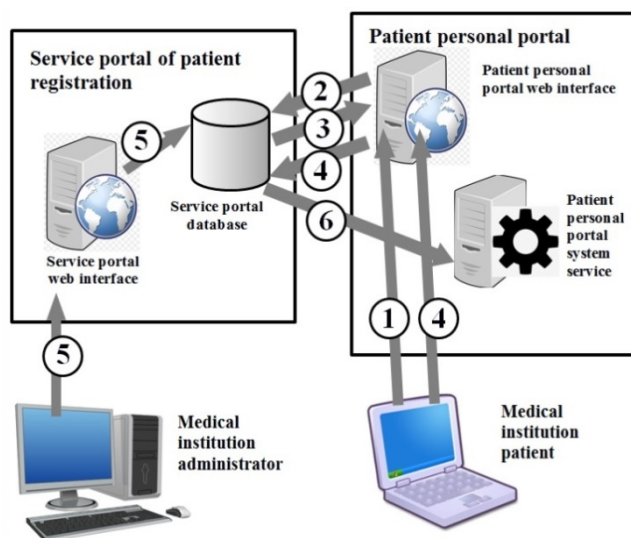 Service portal of patient
registration
Patient personal portal
Patient personal
portal web interface
2
3
4
5
Service portal
database
6
Service portal
web interface
Patient
personal
portal
system
service
1
4
5
Medical
institution
administrator
Medical
institution
patient